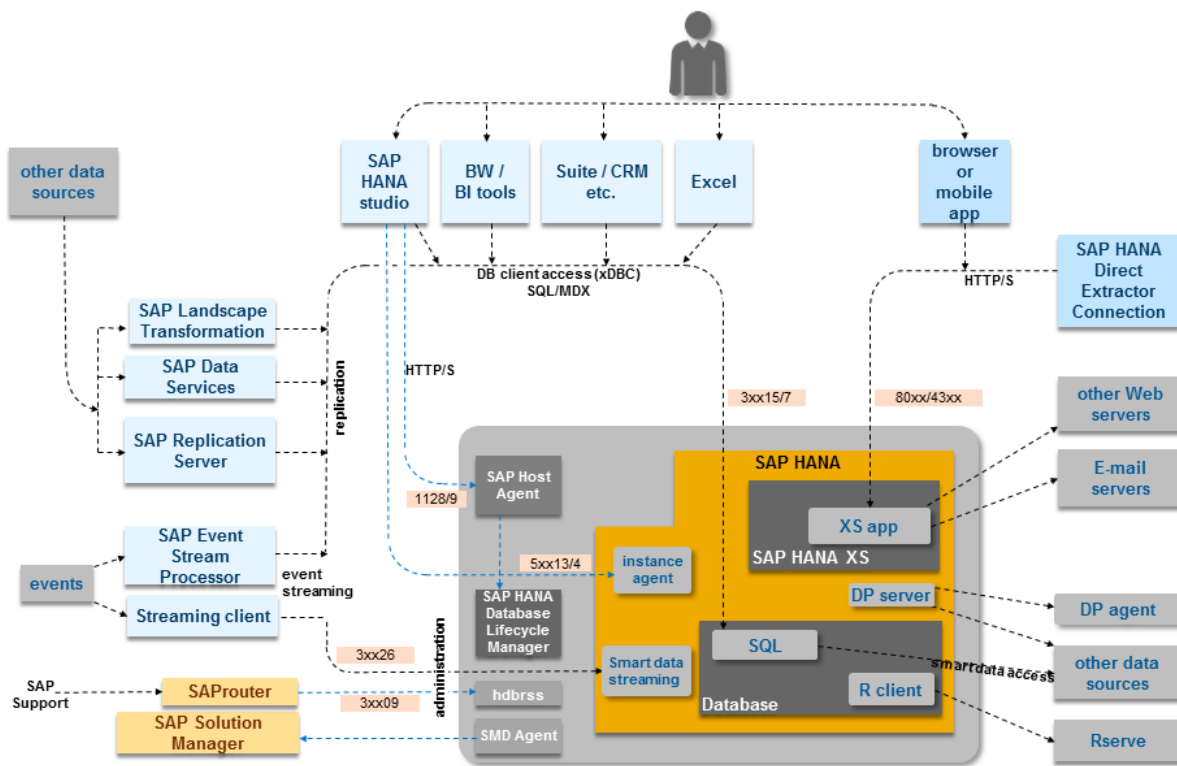 other data
sources
SAP
HANA
studio
BW /
BI tools
Suite / CRM
etc.
Excel
browser
or
mobile
app
SAP HANA
Direct
Extractor
Connection
DB client access (xDBC)
SQL/MDX
HTTP/S
SAP Landscape
Transformation
SAP Data
Services
SAP Replication
Server
replication
HTTP/S
3xx15/7
80xx/43xx
other Web
servers
E-mail
servers
SAP HANA
SAP Host
Agent
1128/9
XS app
SAP HANA XS
SAP Event
Stream
Processor
events
event
streaming
Streaming client
5xx13/4
instance
agent
SAP HANA
Database
Lifecycle
Manager
DP server
DP agent
SQL
smartdata access
other data
sources
3xx26
administration
Smart data
streaming
R client
Database
SAP
Support
SAProuter
3xx09
hdbrss
SAP Solution
Manager
SMD Agent
Rserve